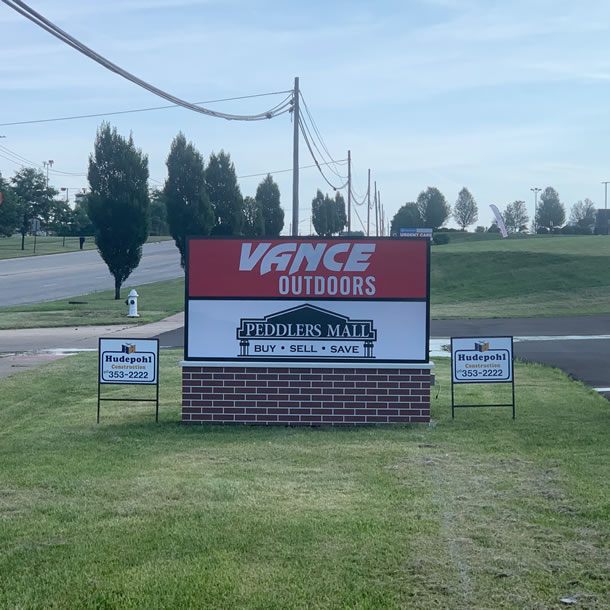 VANCE
OUTDOORS
PEDDLERS MALL
BUY • SELL • SAVE
Hudepohl
Construction
353-2222
Hudepohl
Construction
353-2222